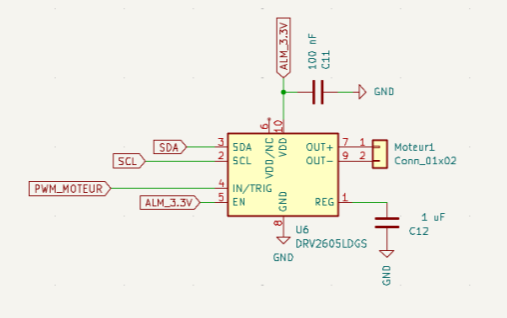 ALM_3.3V
100 nF
C11
GND
6
10
VDD/NC
VDD
SDA
3
SDA
OUT+
7
1
Moteur1
SCL
2
SCL
OUT-
9
2
Conn_01x02
PWM_MOTEUR
4
IN/TRIG
ALM_3.3V
5
EN
GND
REG
1
1 uF
C12
8
U6
DRV2605LDGS
GND
GND